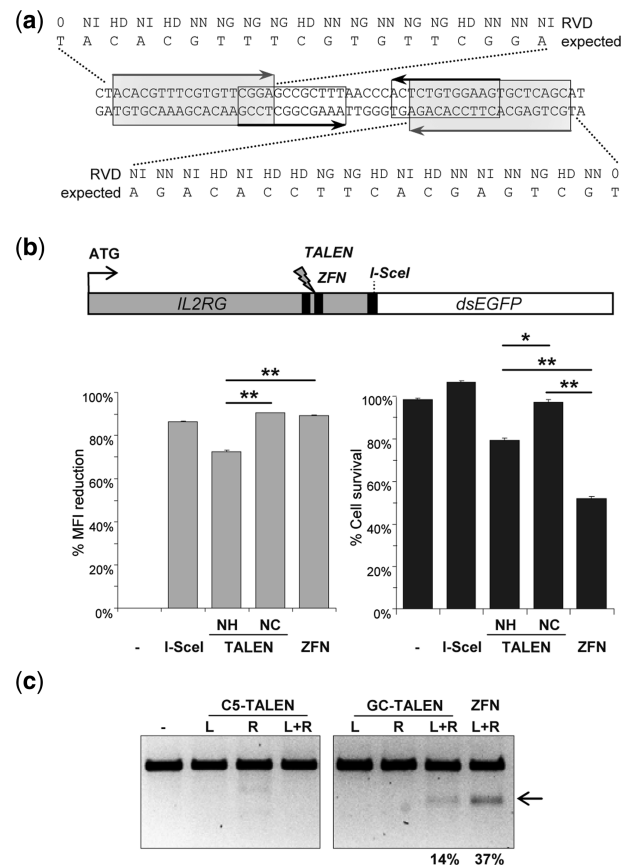 (a)
0 NI HD NI HD NN NG NG NG HD NN NG NN NG NG HD NN NN NI RVD
T A C A C G T T T C G T G T T C G G A expected
CTACACGTTTCGTGTTCGGAGCCGCTTTAACCCACTCTGTGGAAGTGCTCAGCAT
GATGTGCAAAGCACAAGCCTCGGCGAAATTGGGTGAGACACCTTCACGAGTCGTA
RVD NI NN NI HD NI HD HD NG NG HD NI HD NN NI NN NG HD NN 0
expected A G A C A C C T T C A C G A G T C G T
(b)
ATG
TALEN
ZFN
I-SceI
IL2RG
dsEGFP
% MFI reduction
100%
80%
60%
40%
20%
0%
**
**
- I-SceI NH NC ZFN
TALEN
% Cell survival
100%
80%
60%
40%
20%
0%
*
**
**
- I-SceI NH NC ZFN
TALEN
(c)
C5-TALEN
- L R L+R
GC-TALEN ZFN
L R L+R L+R
14% 37%